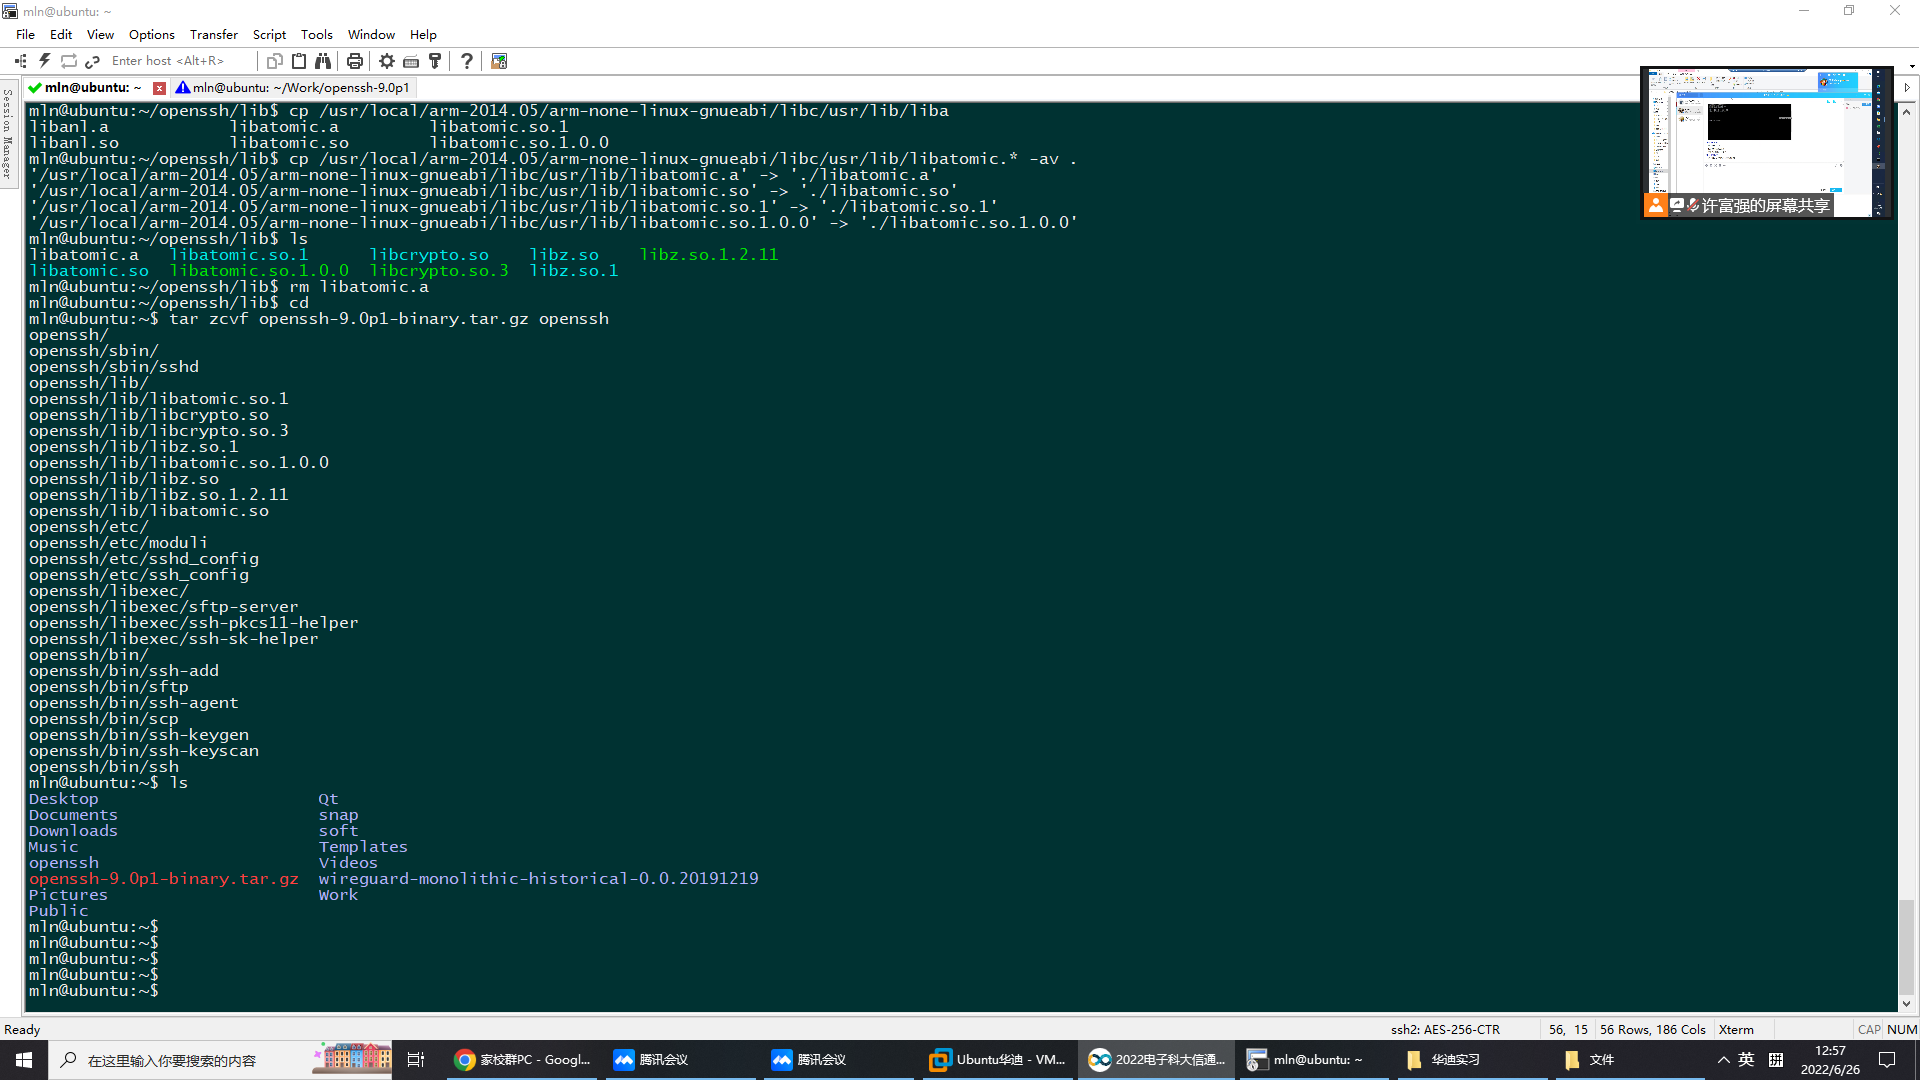 mln@ubuntu: ~
File Edit View Options Transfer Script Tools Window Help
Enter host <Alt+R>
Session Manager
mln@ubuntu: ~
mln@ubuntu: ~/Work/openssh-9.0p1
mln@ubuntu:~/openssh/lib$ cp /usr/local/arm-2014.05/arm-none-linux-gnueabi/libc/usr/lib/liba
libanl.a libatomic.a libatomic.so.1
libanl.so libatomic.so libatomic.so.1.0.0
mln@ubuntu:~/openssh/lib$ cp /usr/local/arm-2014.05/arm-none-linux-gnueabi/libc/usr/lib/libatomic.* -av .
'/usr/local/arm-2014.05/arm-none-linux-gnueabi/libc/usr/lib/libatomic.a' -> './libatomic.a'
'/usr/local/arm-2014.05/arm-none-linux-gnueabi/libc/usr/lib/libatomic.so' -> './libatomic.so'
'/usr/local/arm-2014.05/arm-none-linux-gnueabi/libc/usr/lib/libatomic.so.1' -> './libatomic.so.1'
'/usr/local/arm-2014.05/arm-none-linux-gnueabi/libc/usr/lib/libatomic.so.1.0.0' -> './libatomic.so.1.0.0'
mln@ubuntu:~/openssh/lib$ ls
libatomic.a libatomic.so.1 libcrypto.so libz.so libz.so.1.2.11
libatomic.so libatomic.so.1.0.0 libcrypto.so.3 libz.so.1
mln@ubuntu:~/openssh/lib$ rm libatomic.a
mln@ubuntu:~/openssh/lib$ cd
mln@ubuntu:~$ tar zcvf openssh-9.0p1-binary.tar.gz openssh
openssh/
openssh/sbin/
openssh/sbin/sshd
openssh/lib/
openssh/lib/libatomic.so.1
openssh/lib/libcrypto.so
openssh/lib/libcrypto.so.3
openssh/lib/libz.so.1
openssh/lib/libatomic.so.1.0.0
openssh/lib/libz.so
openssh/lib/libz.so.1.2.11
openssh/lib/libatomic.so
openssh/etc/
openssh/etc/moduli
openssh/etc/sshd_config
openssh/etc/ssh_config
openssh/libexec/
openssh/libexec/sftp-server
openssh/libexec/ssh-pkcs11-helper
openssh/libexec/ssh-sk-helper
openssh/bin/
openssh/bin/ssh-add
openssh/bin/sftp
openssh/bin/ssh-agent
openssh/bin/scp
openssh/bin/ssh-keygen
openssh/bin/ssh-keyscan
openssh/bin/ssh
mln@ubuntu:~$ ls
Desktop Qt
Documents snap
Downloads soft
Music Templates
openssh Videos
openssh-9.0p1-binary.tar.gz wireguard-monolithic-historical-0.0.20191219
Pictures Work
Public
mln@ubuntu:~$
mln@ubuntu:~$
mln@ubuntu:~$
mln@ubuntu:~$
mln@ubuntu:~$
许富强的屏幕共享
Ready ssh2: AES-256-CTR 56, 15 56 Rows, 186 Cols Xterm CAP NUM
在这里输入你要搜索的内容
家校群PC - Googl...
腾讯会议
腾讯会议
Ubuntu华迪 - VM...
2022电子科大信通...
mln@ubuntu: ~
华迪实习
文件
英
12:57
2022/6/26